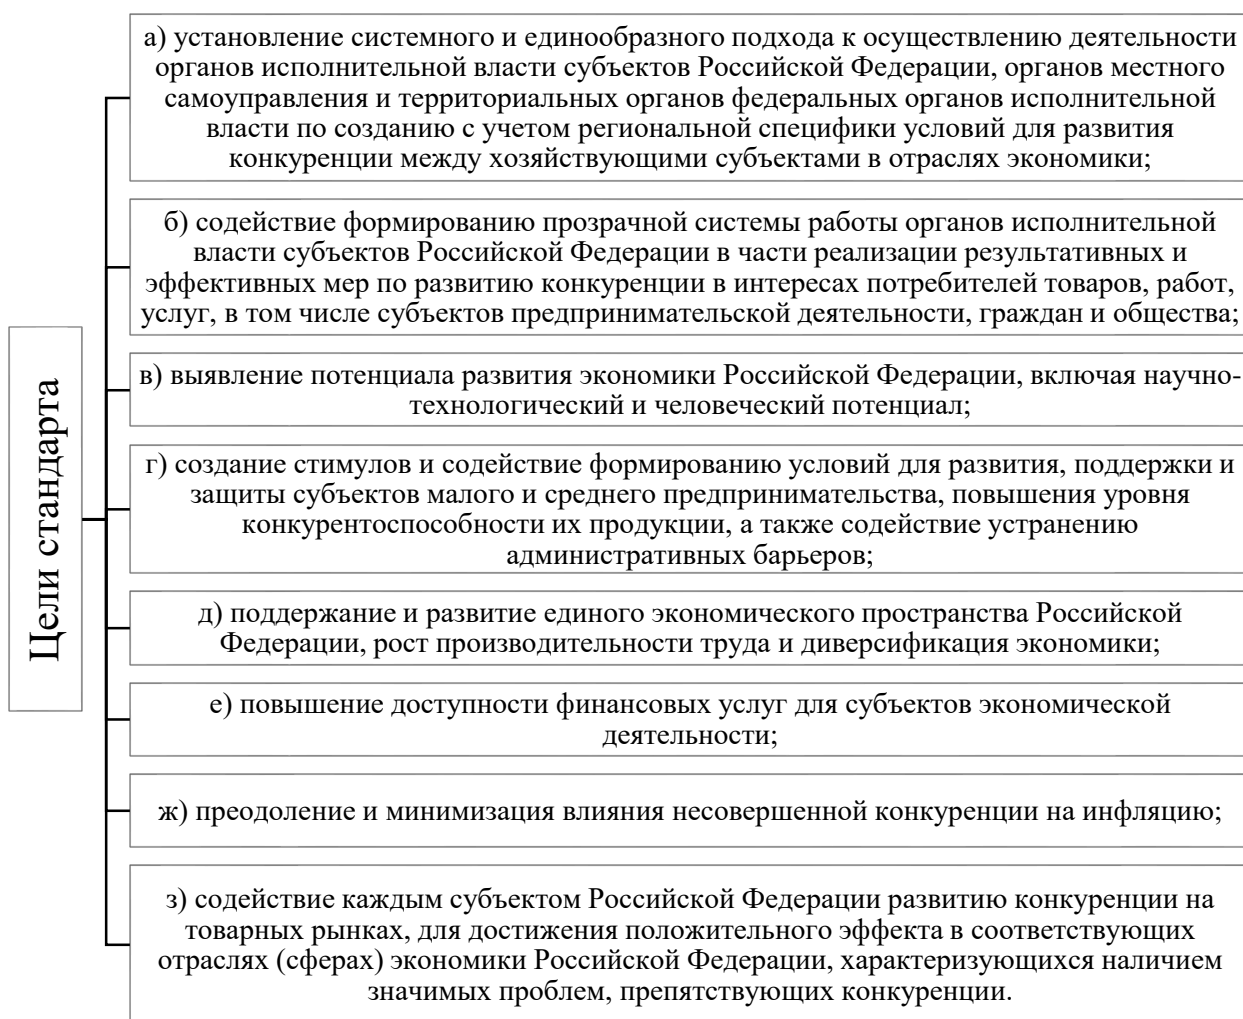 Цели стандарта
а) установление системного и единообразного подхода к осуществлению деятельности
органов исполнительной власти субъектов Российской Федерации, органов местного
самоуправления и территориальных органов федеральных органов исполнительной
власти по созданию с учетом региональной специфики условий для развития
конкуренции между хозяйствующими субъектами в отраслях экономики;
б) содействие формированию прозрачной системы работы органов исполнительной
власти субъектов Российской Федерации в части реализации результативных и
эффективных мер по развитию конкуренции в интересах потребителей товаров, работ,
услуг, в том числе субъектов предпринимательской деятельности, граждан и общества;
в) выявление потенциала развития экономики Российской Федерации, включая научно-
технологический и человеческий потенциал;
г) создание стимулов и содействие формированию условий для развития, поддержки и
защиты субъектов малого и среднего предпринимательства, повышения уровня
конкурентоспособности их продукции, а также содействие устранению
административных барьеров;
д) поддержание и развитие единого экономического пространства Российской
Федерации, рост производительности труда и диверсификация экономики;
е) повышение доступности финансовых услуг для субъектов экономической
деятельности;
ж) преодоление и минимизация влияния несовершенной конкуренции на инфляцию;
з) содействие каждым субъектом Российской Федерации развитию конкуренции на
товарных рынках, для достижения положительного эффекта в соответствующих
отраслях (сферах) экономики Российской Федерации, характеризующихся наличием
значимых проблем, препятствующих конкуренции.